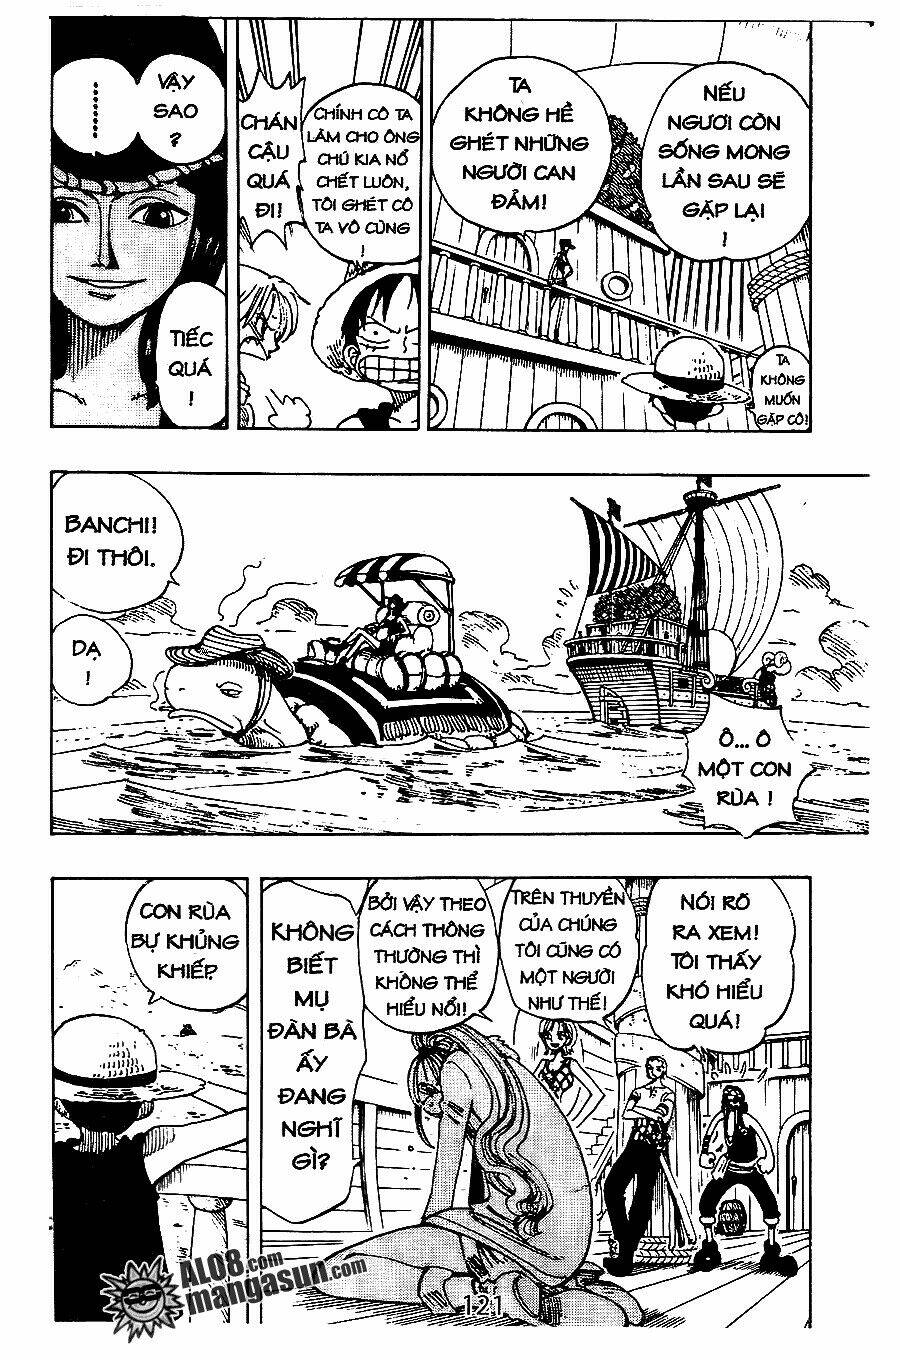 NẾU
NGƯƠI CÒN
SỐNG MONG
LẦN SAU SẼ
GẶP LẠI
!
TA
KHÔNG HỀ
GHÉT NHỮNG
NGƯỜI CAN
ĐẢM!
TA
KHÔNG
MUỐN
GẶP CÔ!
CHÍNH CÔ TA
LÀM CHO ÔNG
CHÚ KIA NỔ
CHẾT LUÔN,
TÔI GHÉT CÔ
TA VÔ CÙNG
!
CHÁN
CẬU
QUÁ
ĐI!
VẬY
SAO
?
........
TIẾC
QUÁ
!
BANCHI!
ĐI THÔI.
DẠ
!
Ô... Ô
MỘT CON
RÙA !
NÓI RÕ
RA XEM!
TÔI THẤY
KHÓ HIỂU
QUÁ!
TRÊN THUYỀN
CỦA CHÚNG
TÔI CŨNG CÓ
MỘT NGƯỜI
NHƯ THẾ!
BỞI VẬY THEO
CÁCH THÔNG
THƯỜNG THÌ
KHÔNG THỂ
HIỂU NỔI!
KHÔNG
BIẾT
MỤ
ĐÀN BÀ
ẤY
ĐANG
NGHĨ
GÌ?
CON RÙA
BỰ KHỦNG
KHIẾP.
ALO8.com
mangasun.com
121